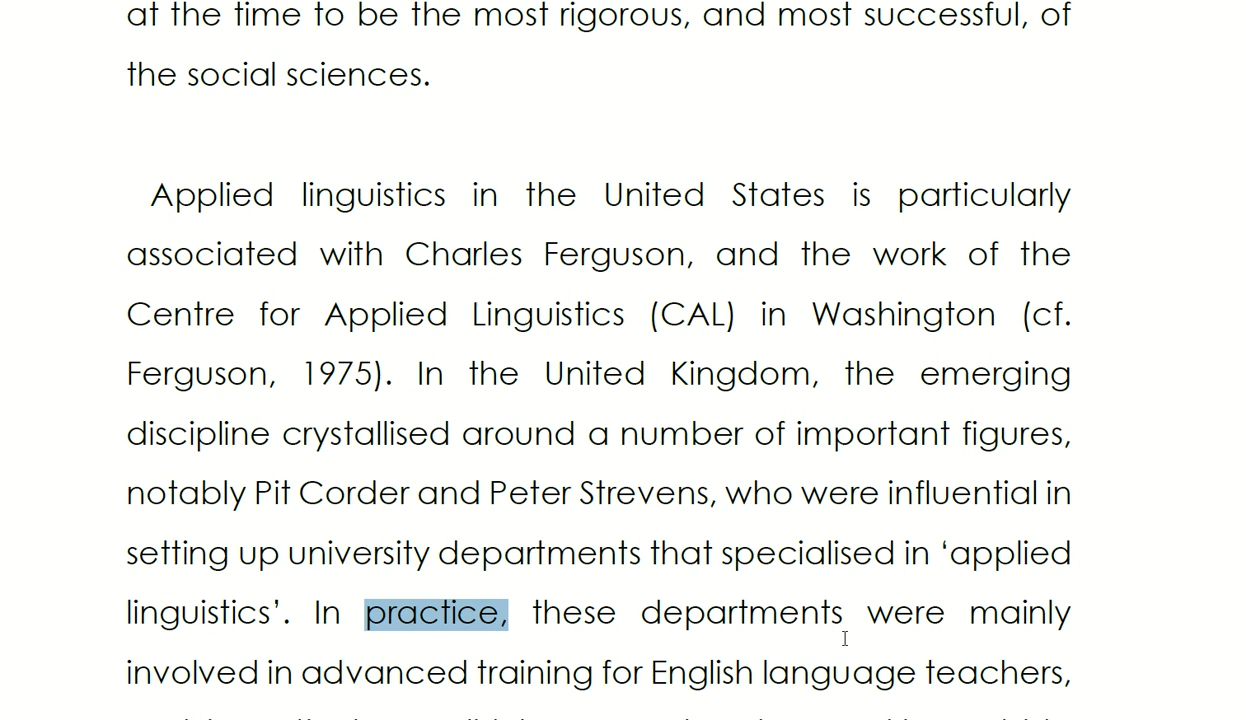 at the time to be the most rigorous, and most successful, of
the social sciences.
Applied linguistics in the United States is particularly
associated with Charles Ferguson, and the work of the
Centre for Applied Linguistics (CAL) in Washington (cf.
Ferguson, 1975). In the United Kingdom, the emerging
discipline crystallised around a number of important figures,
notably Pit Corder and Peter Strevens, who were influential in
setting up university departments that specialised in ‘applied
linguistics’. In practice, these departments were mainly
involved in advanced training for English language teachers,